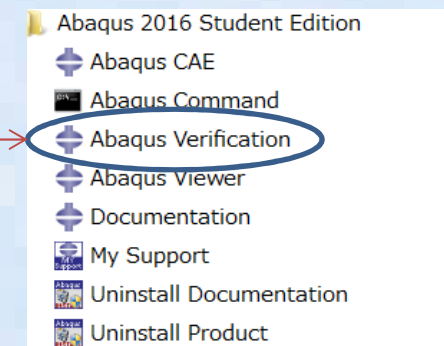 Abaqus 2016 Student Edition
Abaqus CAE
Abaqus Command
Abaqus Verification
Abaqus Viewer
Documentation
My Support
Uninstall Documentation
Uninstall Product